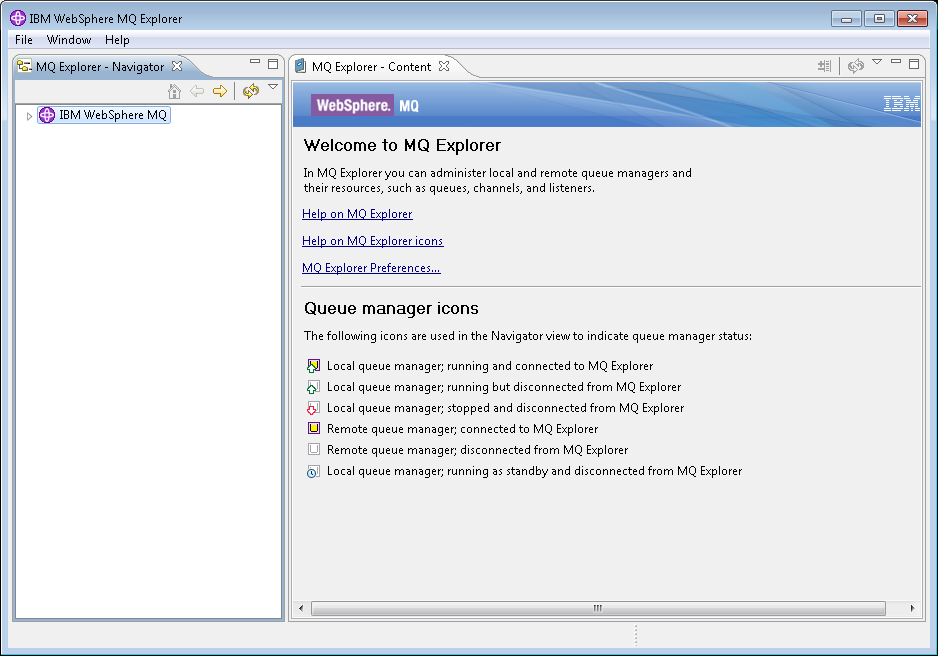 IBM WebSphere MQ Explorer
File Window Help
MQ Explorer - Navigator
MQ Explorer - Content
IBM WebSphere MQ
WebSphere. MQ
IBM
Welcome to MQ Explorer
In MQ Explorer you can administer local and remote queue managers and
their resources, such as queues, channels, and listeners.
Help on MQ Explorer
Help on MQ Explorer icons
MQ Explorer Preferences...
Queue manager icons
The following icons are used in the Navigator view to indicate queue manager status:
Local queue manager; running and connected to MQ Explorer
Local queue manager; running but disconnected from MQ Explorer
Local queue manager; stopped and disconnected from MQ Explorer
Remote queue manager; connected to MQ Explorer
Remote queue manager; disconnected from MQ Explorer
Local queue manager; running as standby and disconnected from MQ Explorer